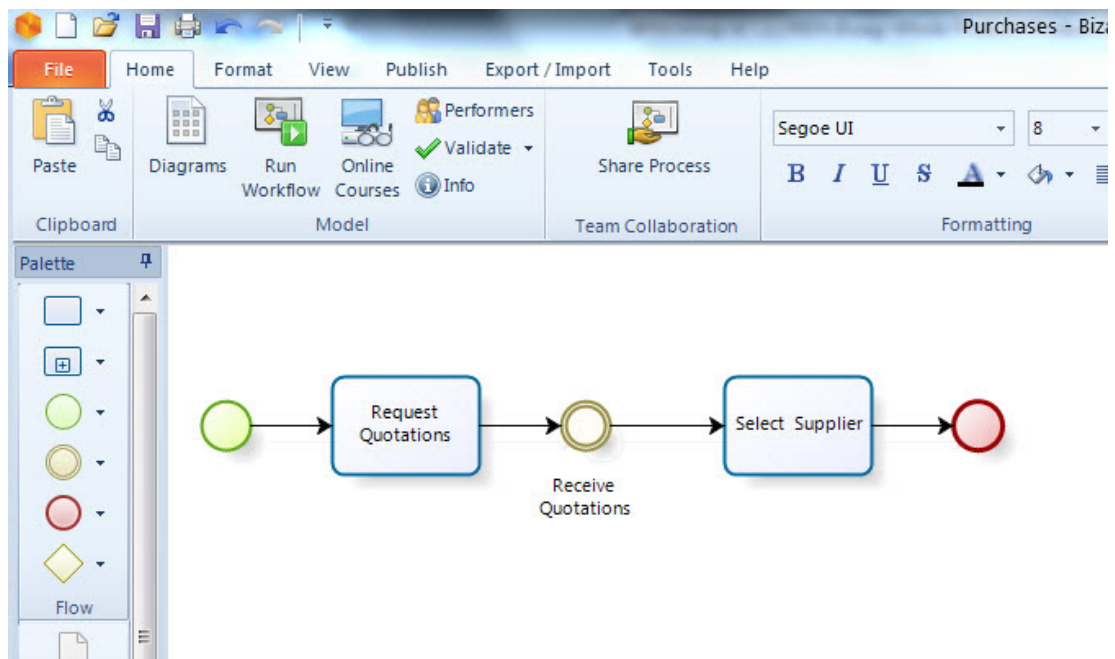 Purchases - Biza
File Home Format View Publish Export / Import Tools Help
Paste
Diagrams
Run
Workflow
Online
Courses
Performers
Validate
Info
Share Process
Segoe UI 8
B I U S A
Clipboard Model Team Collaboration Formatting
Palette
Flow
Request
Quotations
Receive
Quotations
Select Supplier